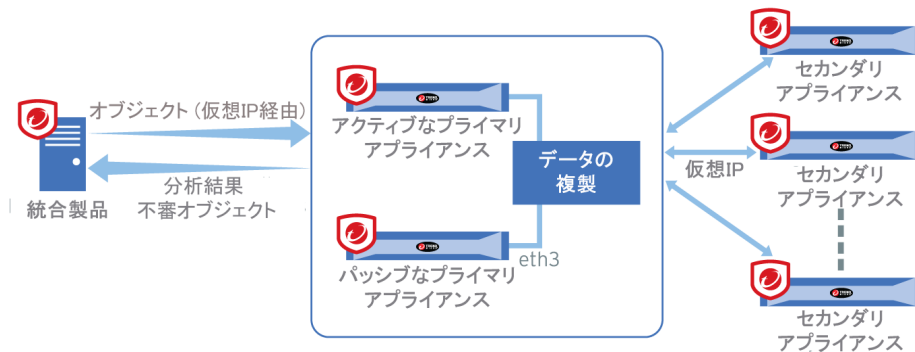 オブジェクト（仮想IP経由）
分析結果
不審オブジェクト
統合製品
アクティブなプライマリ
アプライアンス
データの
複製
eth3
パッシブなプライマリ
アプライアンス
仮想IP
セカンダリ
アプライアンス
セカンダリ
アプライアンス
セカンダリ
アプライアンス